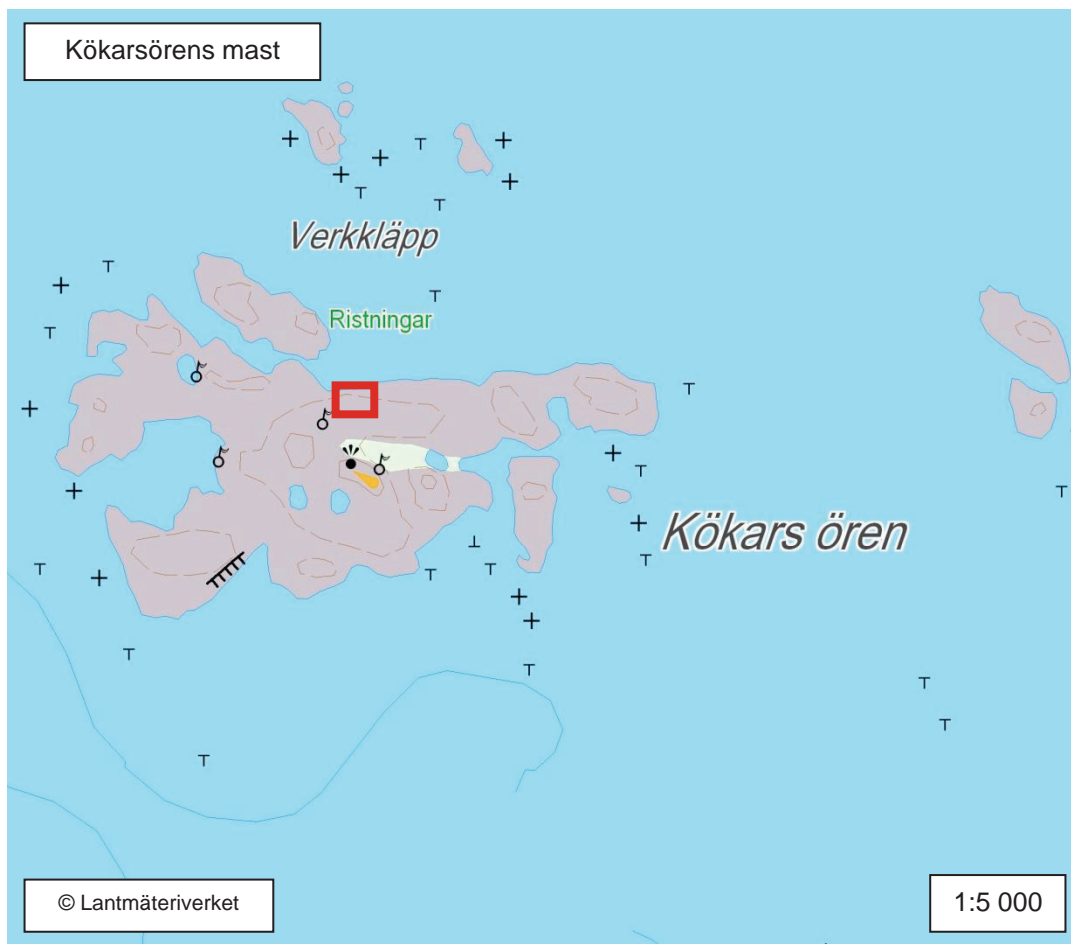 Kökarsörens mast
Verkkläpp
Ristningar
Kökars ören
© Lantmäteriverket
1:5 000